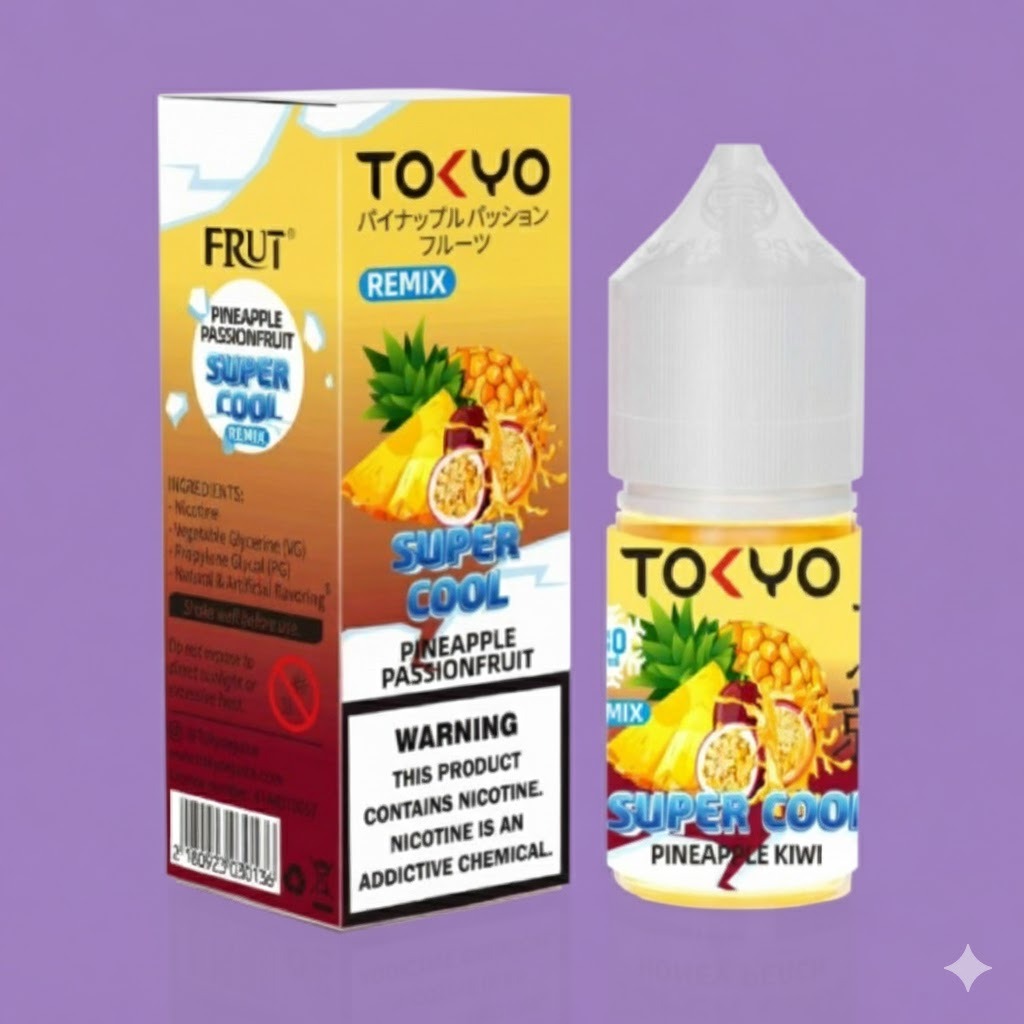 FRUT®
PINEAPPLE
PASSIONFRUIT
SUPER
COOL
REMIX
INGREDIENTS:
- Nicotine
- Vegetable Glycerine (VG)
- Propylene Glycol (PG)
- Natural & Artificial flavoring
Shake well before use.
Do not expose to
direct sunlight or
excessive heat.
TOKYO
パイナップル パッション
フルーツ
REMIX
SUPER
COOL
PINEAPPLE
PASSIONFRUIT
WARNING
THIS PRODUCT
CONTAINS NICOTINE.
NICOTINE IS AN
ADDICTIVE CHEMICAL.
TOKYO
MIX
SUPER COOL
PINEAPPLE KIWI